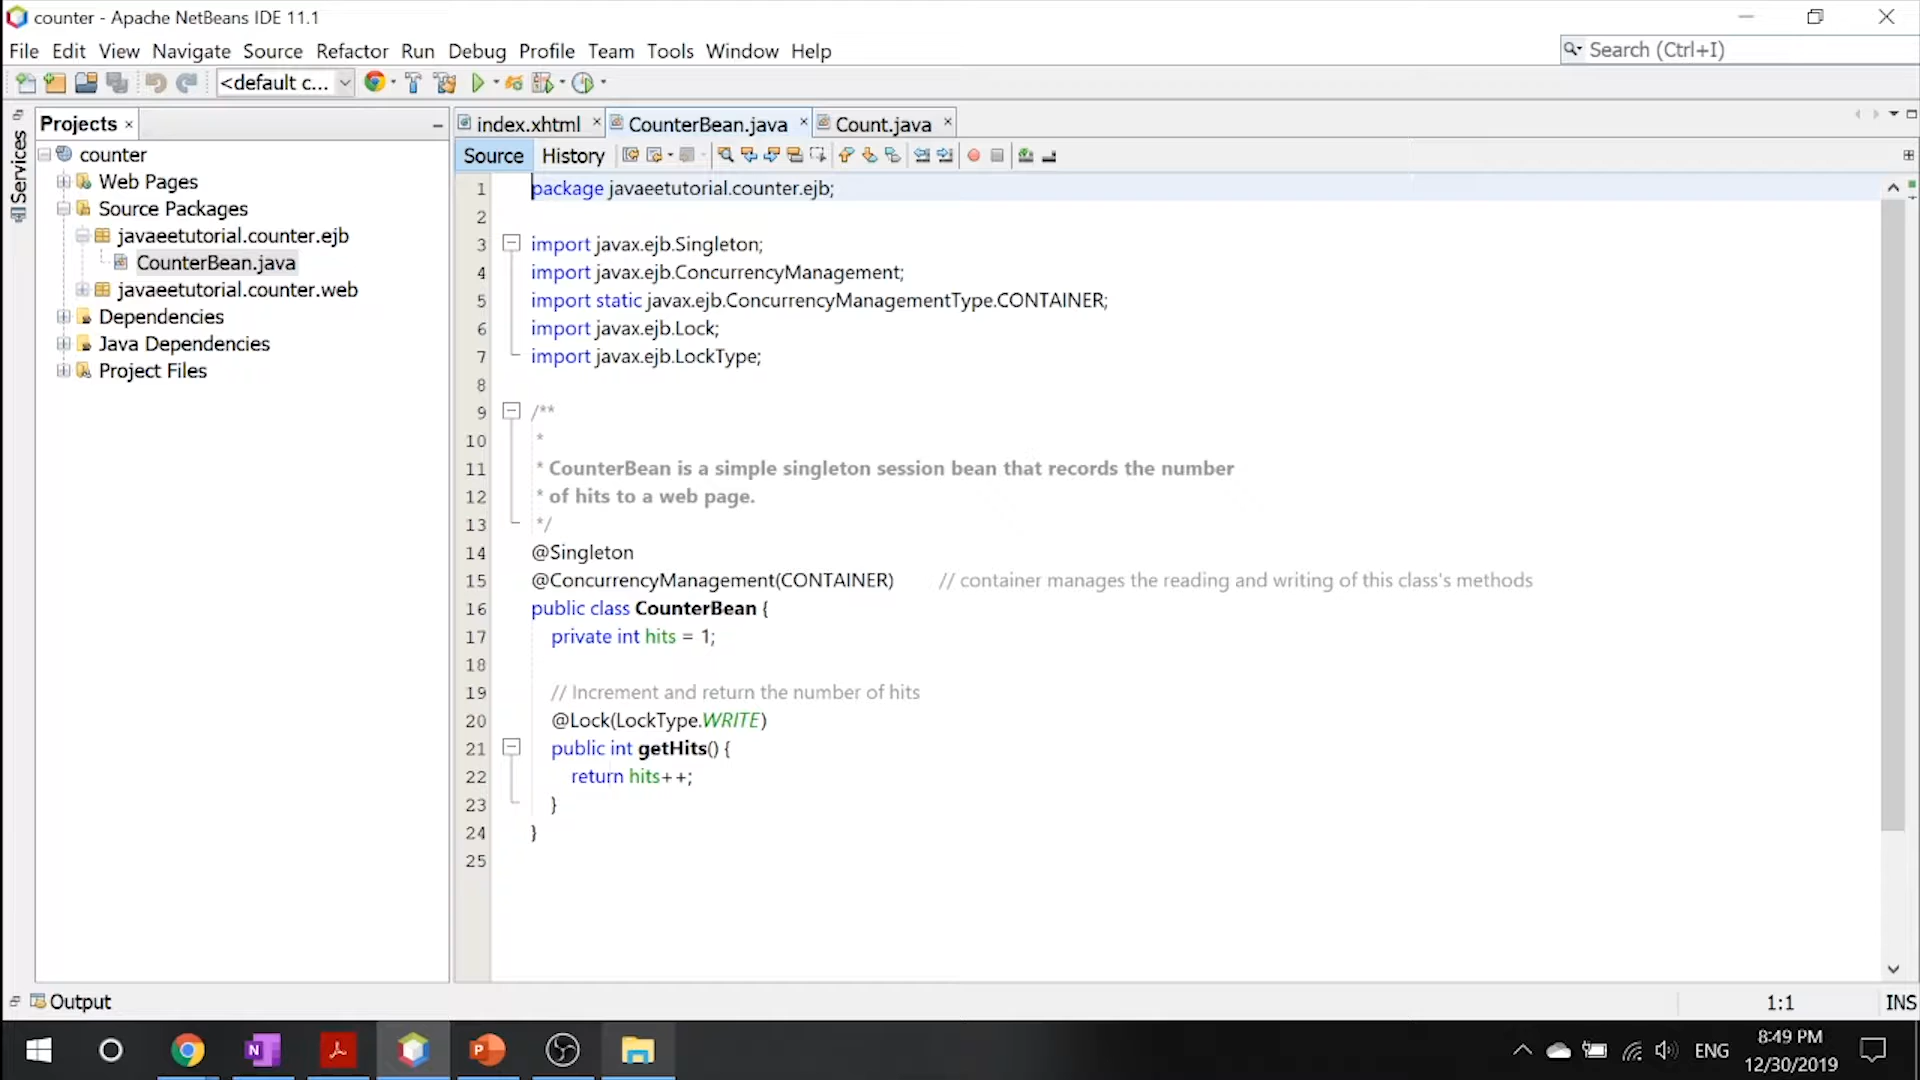 counter - Apache NetBeans IDE 11.1
File Edit View Navigate Source Refactor Run Debug Profile Team Tools Window Help
Search (Ctrl+I)
<default c...
Services
Projects
counter
Web Pages
Source Packages
javaeetutorial.counter.ejb
CounterBean.java
javaeetutorial.counter.web
Dependencies
Java Dependencies
Project Files
index.xhtml CounterBean.java Count.java
Source History
1 package javaeetutorial.counter.ejb;
2
3 import javax.ejb.Singleton;
4 import javax.ejb.ConcurrencyManagement;
5 import static javax.ejb.ConcurrencyManagementType.CONTAINER;
6 import javax.ejb.Lock;
7 import javax.ejb.LockType;
8
9 /**
10 *
11 * CounterBean is a simple singleton session bean that records the number
12 * of hits to a web page.
13 */
14 @Singleton
15 @ConcurrencyManagement(CONTAINER) // container manages the reading and writing of this class's methods
16 public class CounterBean {
17 private int hits = 1;
18
19 // Increment and return the number of hits
20 @Lock(LockType.WRITE)
21 public int getHits() {
22 return hits++;
23 }
24 }
25
Output
1:1 INS
N
P
ENG
8:49 PM
12/30/2019